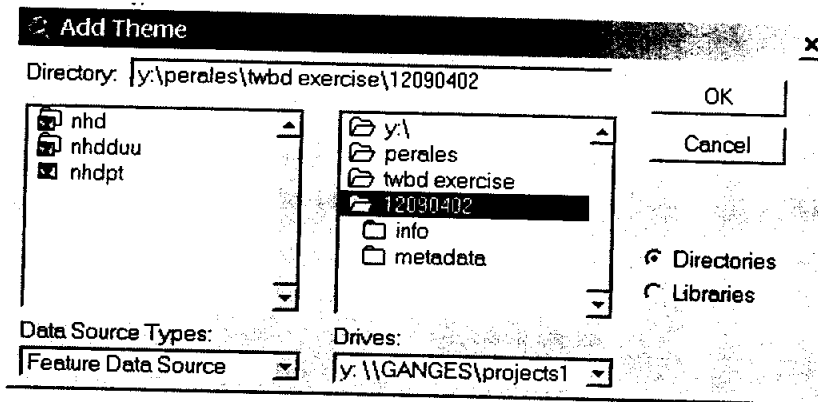 Add Theme
Directory: y:\perales\twbd exercise\12090402
OK
Cancel
nhd
nhdduu
nhdpt
y:\
perales
twbd exercise
12090402
info
metadata
Directories
Libraries
Data Source Types:
Feature Data Source
Drives:
y: \\GANGES\projects1